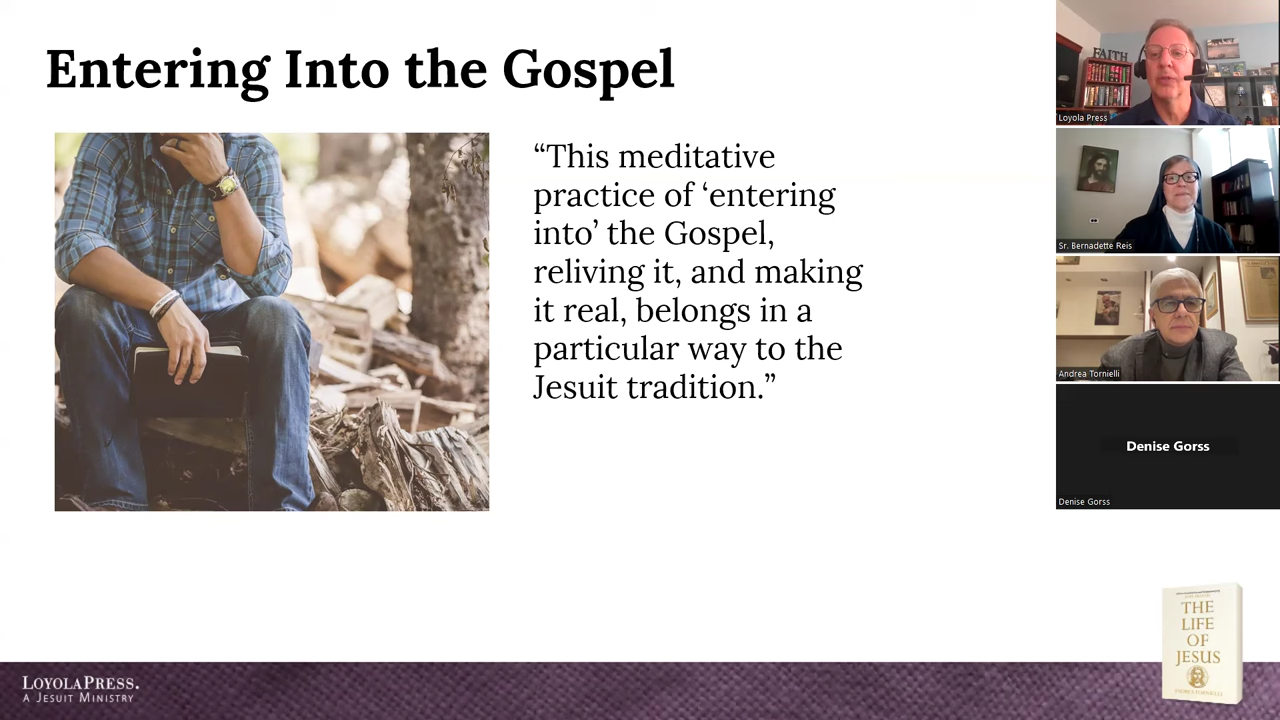 Entering Into the Gospel
“This meditative
practice of ‘entering
into’ the Gospel,
reliving it, and making
it real, belongs in a
particular way to the
Jesuit tradition.”
FAITH
Loyola Press
Sr. Bernadette Reis
Andrea Tornielli
Denise Gorss
Denise Gorss
THE
LIFE
OF
JESUS
ANDREA TORNIELLI
LOYOLAPRESS.
A JESUIT MINISTRY